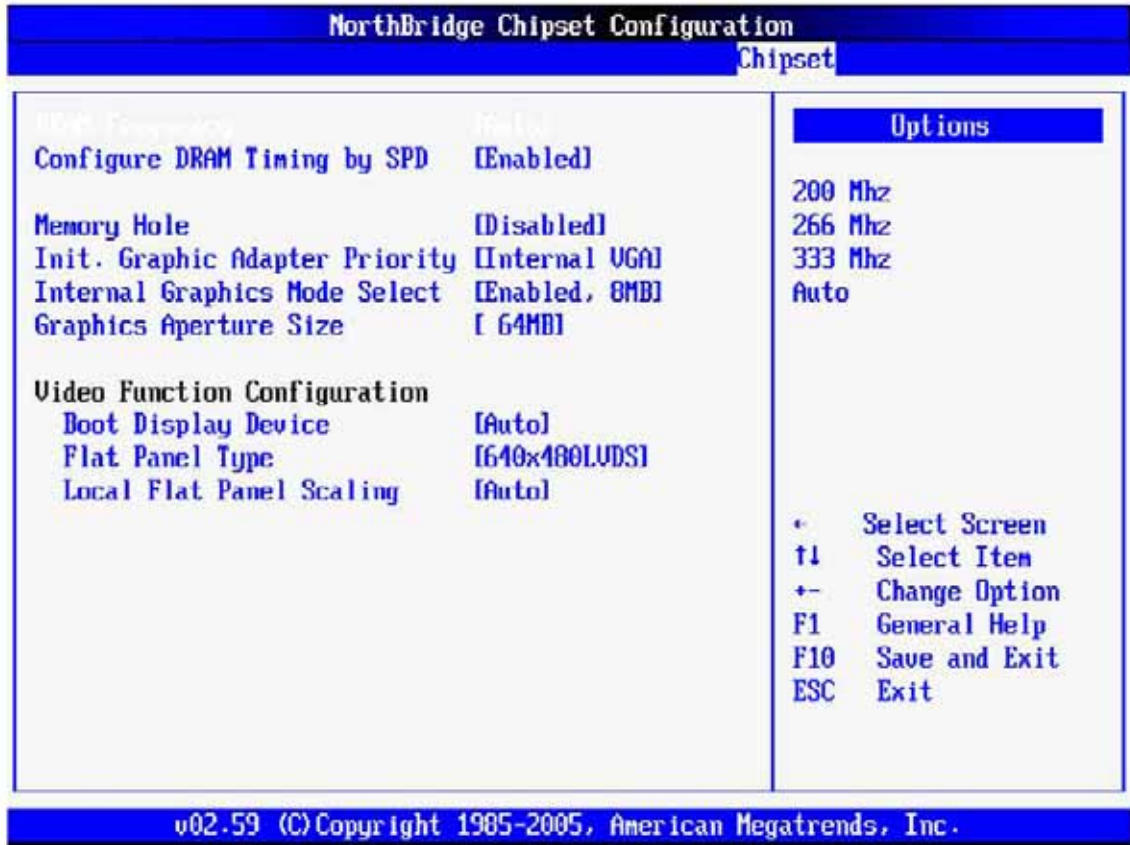 NorthBridge Chipset Configuration
Chipset
DRAM Frequency [Auto]
Configure DRAM Timing by SPD [Enabled]
Memory Hole [Disabled]
Init. Graphic Adapter Priority [Internal VGA]
Internal Graphics Mode Select [Enabled, 8MB]
Graphics Aperture Size [ 64MB]
Video Function Configuration
Boot Display Device [Auto]
Flat Panel Type [640x480LVDS]
Local Flat Panel Scaling [Auto]
Options
200 Mhz
266 Mhz
333 Mhz
Auto
← Select Screen
↑↓ Select Item
+- Change Option
F1 General Help
F10 Save and Exit
ESC Exit
v02.59 (C)Copyright 1985-2005, American Megatrends, Inc.